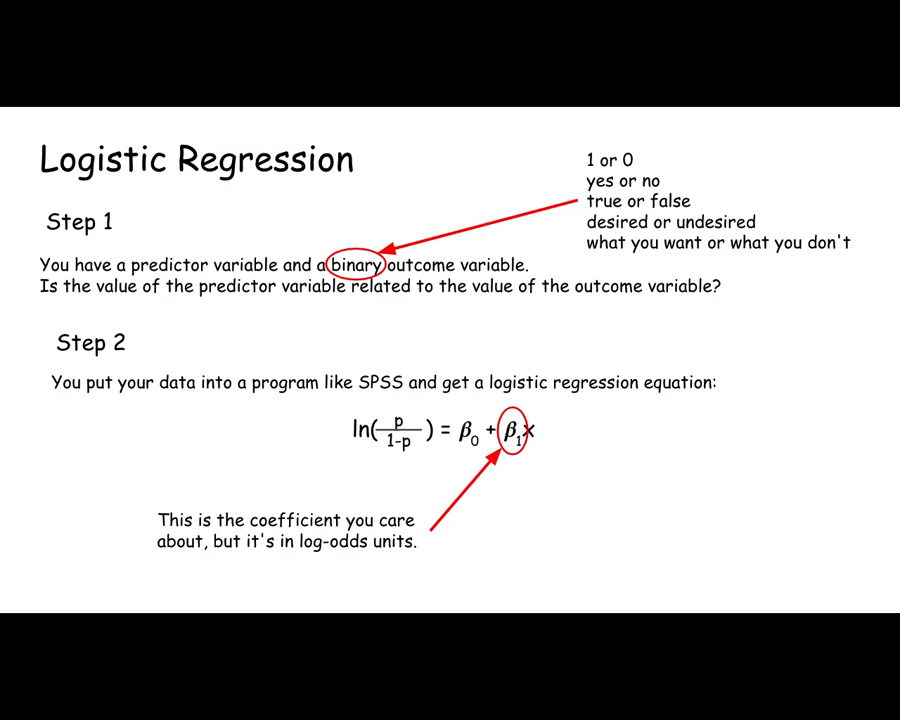 Logistic Regression
1 or 0
yes or no
true or false
desired or undesired
what you want or what you don't
Step 1
You have a predictor variable and a binary outcome variable.
Is the value of the predictor variable related to the value of the outcome variable?
Step 2
You put your data into a program like SPSS and get a logistic regression equation:
ln(p/1-p) = β₀ + β₁x
This is the coefficient you care
about, but it's in log-odds units.